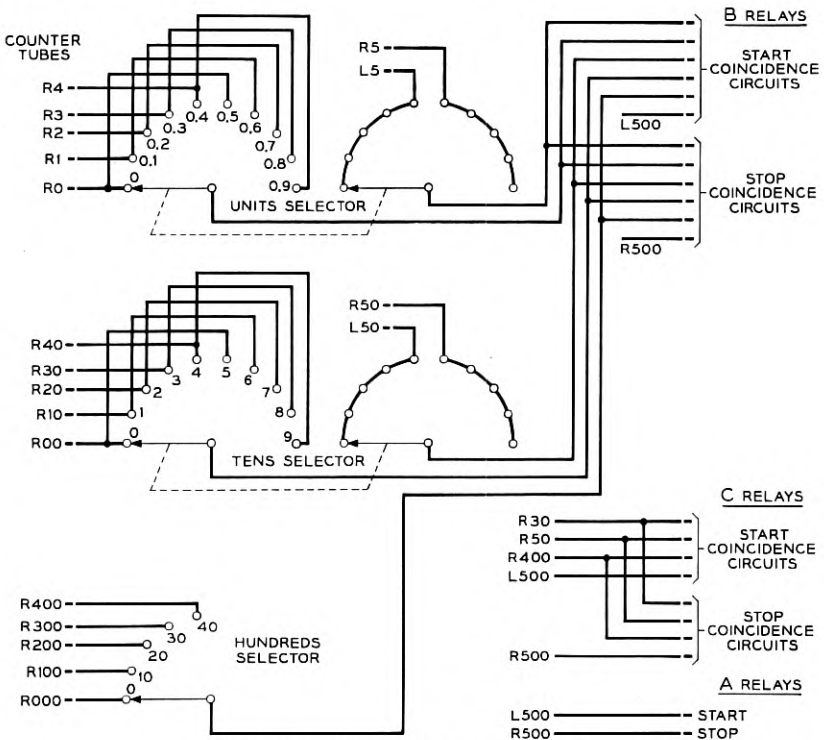 COUNTER
TUBES
R4
R3
R2
R1
R0
0
0.1
0.2
0.3
0.4
0.5
0.6
0.7
0.8
0.9
UNITS SELECTOR
R5
L5
B RELAYS
START
COINCIDENCE
CIRCUITS
L500
STOP
COINCIDENCE
CIRCUITS
R500
R40
R30
R20
R10
R00
0
1
2
3
4
5
6
7
8
9
TENS SELECTOR
R50
L50
R400
R300
R200
R100
R000
0
10
20
30
40
HUNDREDS
SELECTOR
C RELAYS
R30
R50
R400
L500
START
COINCIDENCE
CIRCUITS
R500
STOP
COINCIDENCE
CIRCUITS
A RELAYS
L500 START
R500 STOP